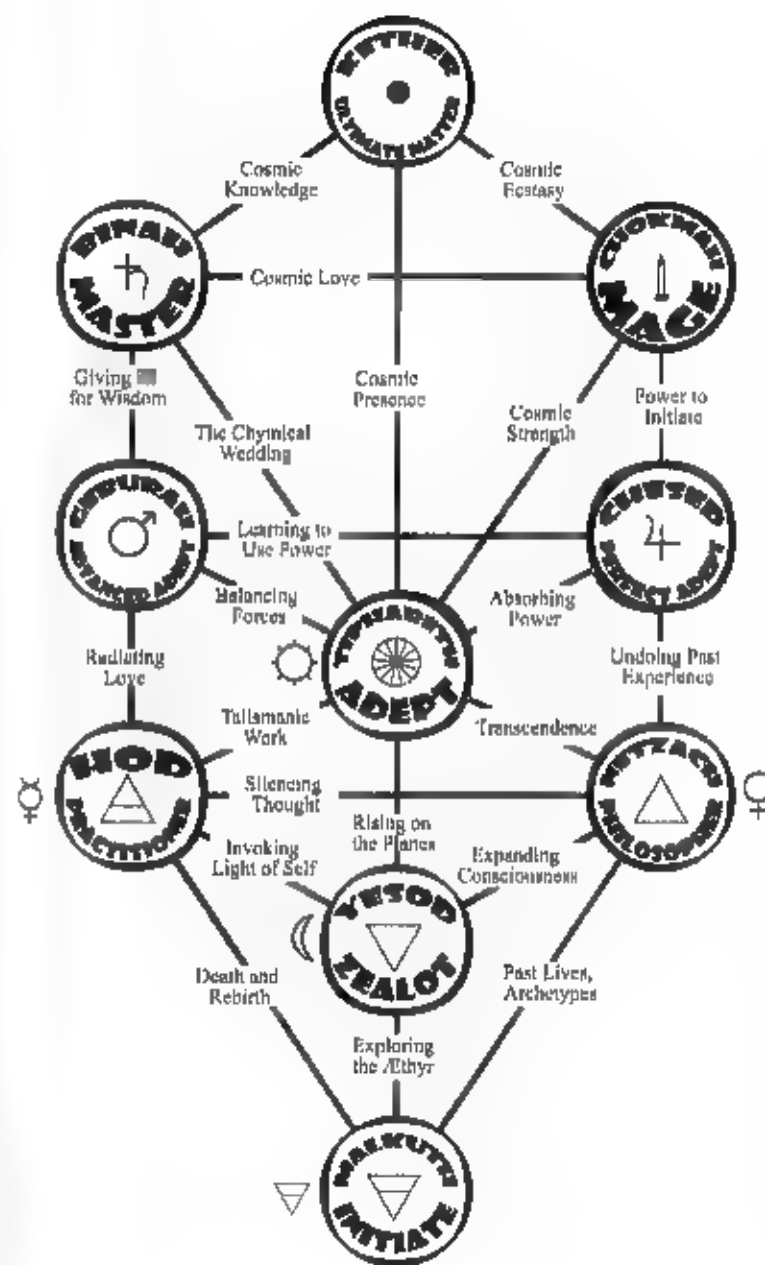 KETHER
ULTIMATE MATTER
Cosmic
Knowledge
Cosmic
Ecstasy
BINAH
MASTER
CHOKMAH
MAGE
Cosmic Love
Giving
for Wisdom
Cosmic
Presence
Power to
Initiate
The Chymical
Wedding
Cosmic
Strength
GEBURAH
ADVANCED ADEPT
CHESED
PERFECT ADEPT
Learning to
Use Power
Balancing
Forces
Absorbing
Power
TIPHARETH
ADEPT
Radiating
Love
Undoing Past
Experience
Talismanic
Work
Transcendence
HOD
PRACTITIONER
NETZACH
PHILOSOPHER
Silencing
Thought
Rising on
the Planes
Invoking
Light of Self
Expanding
Consciousness
YESOD
ZEALOT
Death and
Rebirth
Past Lives,
Archetypes
Exploring
the Æthyr
MALKUTH
INITIATE